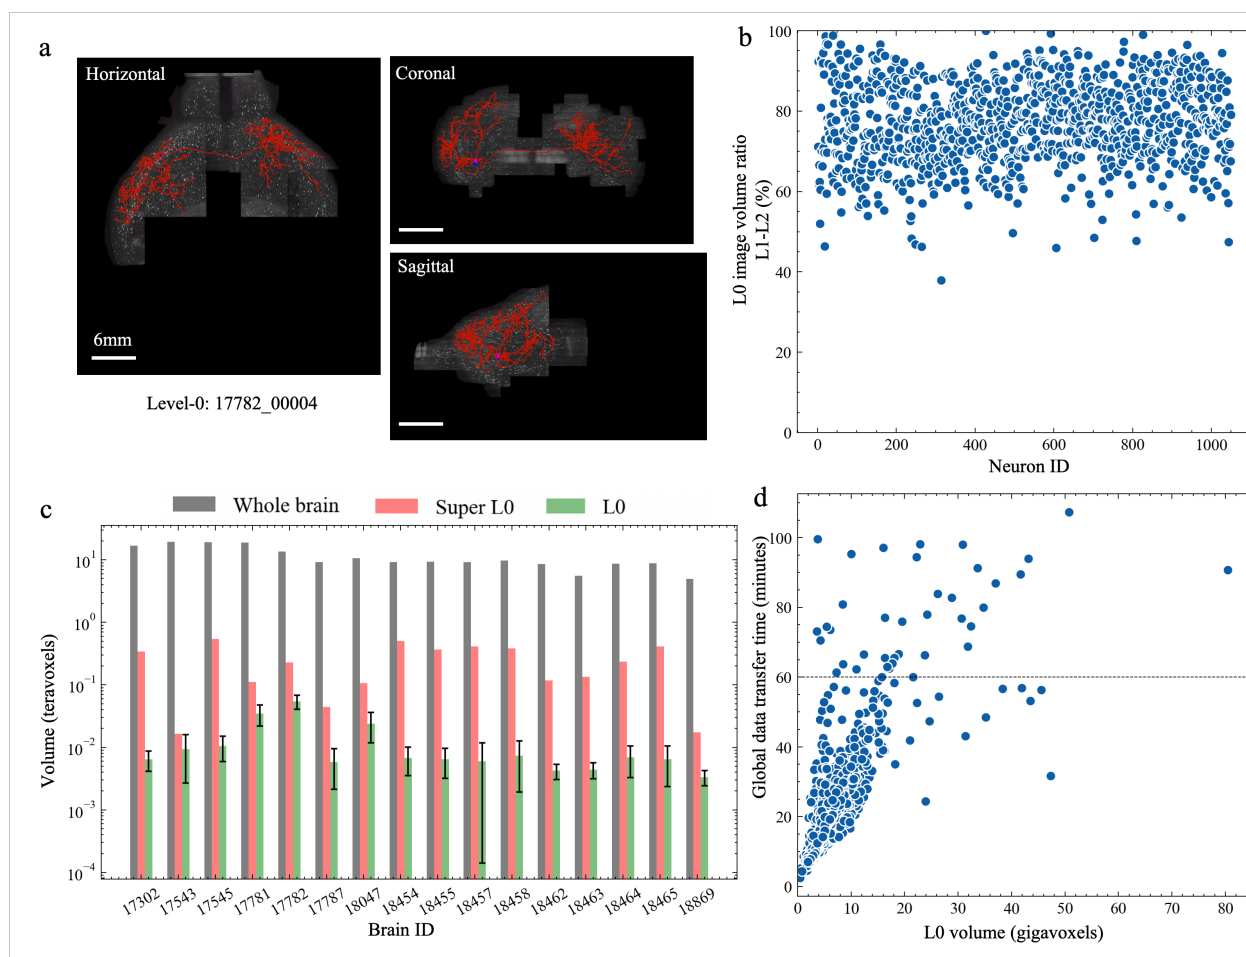 a
Horizontal
6mm
Level-0: 17782_00004
Coronal
Sagittal
b
L0 image volume ratio
L1-L2 (%)
100
80
60
40
20
0
0 200 400 600 800 1000
Neuron ID
c
Whole brain Super L0 L0
Volume (teravoxels)
10^1
10^0
10^-1
10^-2
10^-3
10^-4
17302 17543 17545 17781 17782 17787 18047 18454 18455 18457 18458 18462 18463 18464 18465 18869
Brain ID
d
Global data transfer time (minutes)
100
80
60
40
20
0
0 10 20 30 40 50 60 70 80
L0 volume (gigavoxels)